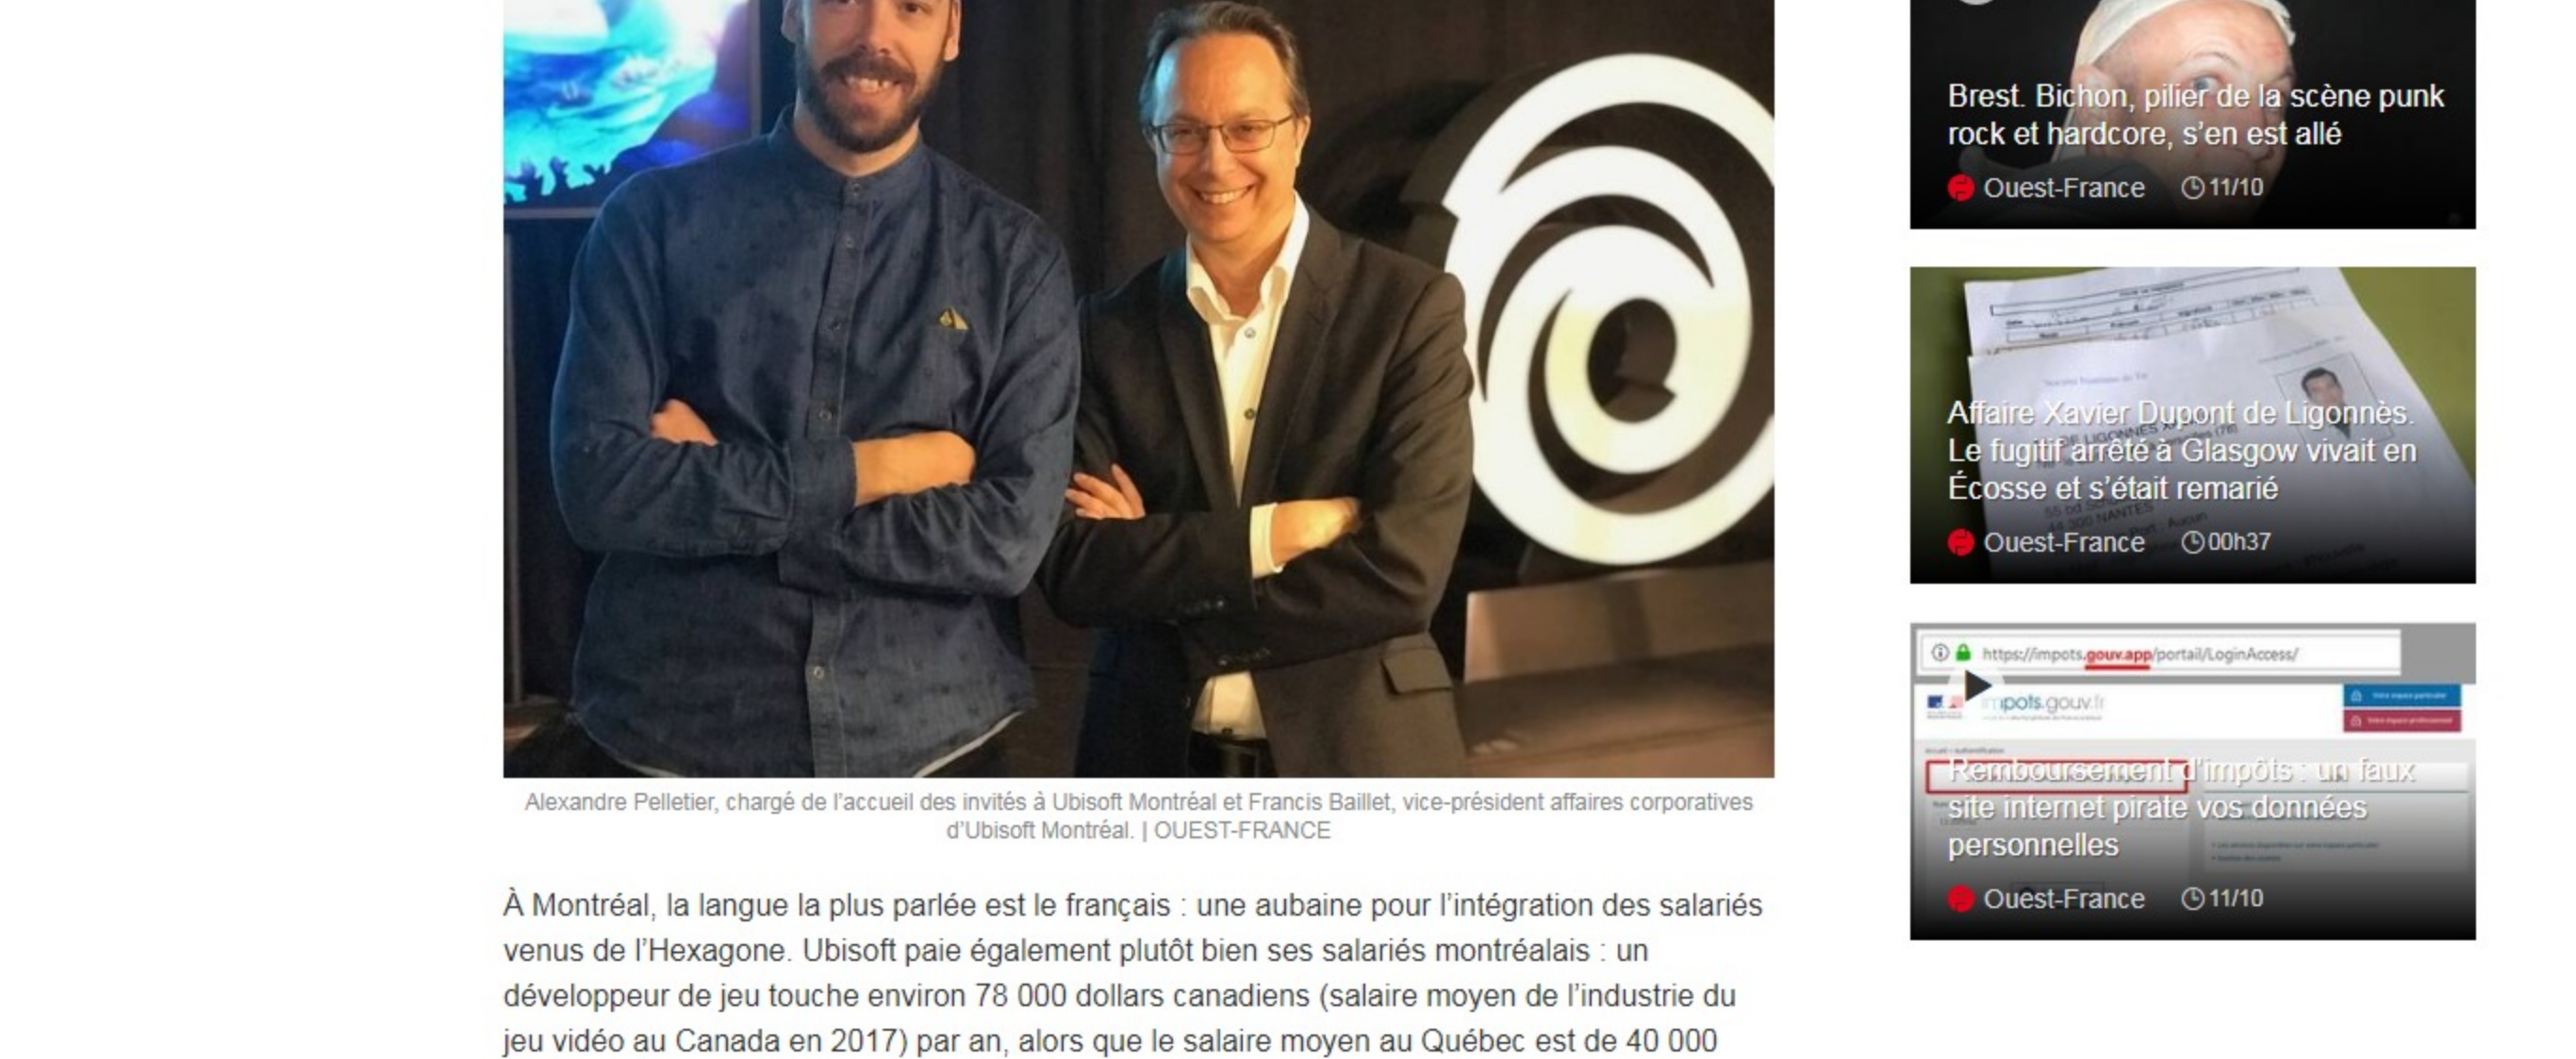 Alexandre Pelletier, chargé de l'accueil des invités à Ubisoft Montréal et Francis Baillet, vice-président affaires corporatives
d'Ubisoft Montréal. | OUEST-FRANCE
À Montréal, la langue la plus parlée est le français : une aubaine pour l'intégration des salariés
venus de l'Hexagone. Ubisoft paie également plutôt bien ses salariés montréalais : un
développeur de jeu touche environ 78 000 dollars canadiens (salaire moyen de l'industrie du
jeu vidéo au Canada en 2017) par an, alors que le salaire moyen au Québec est de 40 000
Brest. Bichon, pilier de la scène punk
rock et hardcore, s'en est allé
Ouest-France 11/10
Affaire Xavier Dupont de Ligonnès.
Le fugitif arrêté à Glasgow vivait en
Écosse et s'était remarié
Ouest-France 00h37
https://impots.gouv.app/portail/LoginAccess/
impots.gouv.fr
Remboursement d'impôts : un faux
site internet pirate vos données
personnelles
Ouest-France 11/10